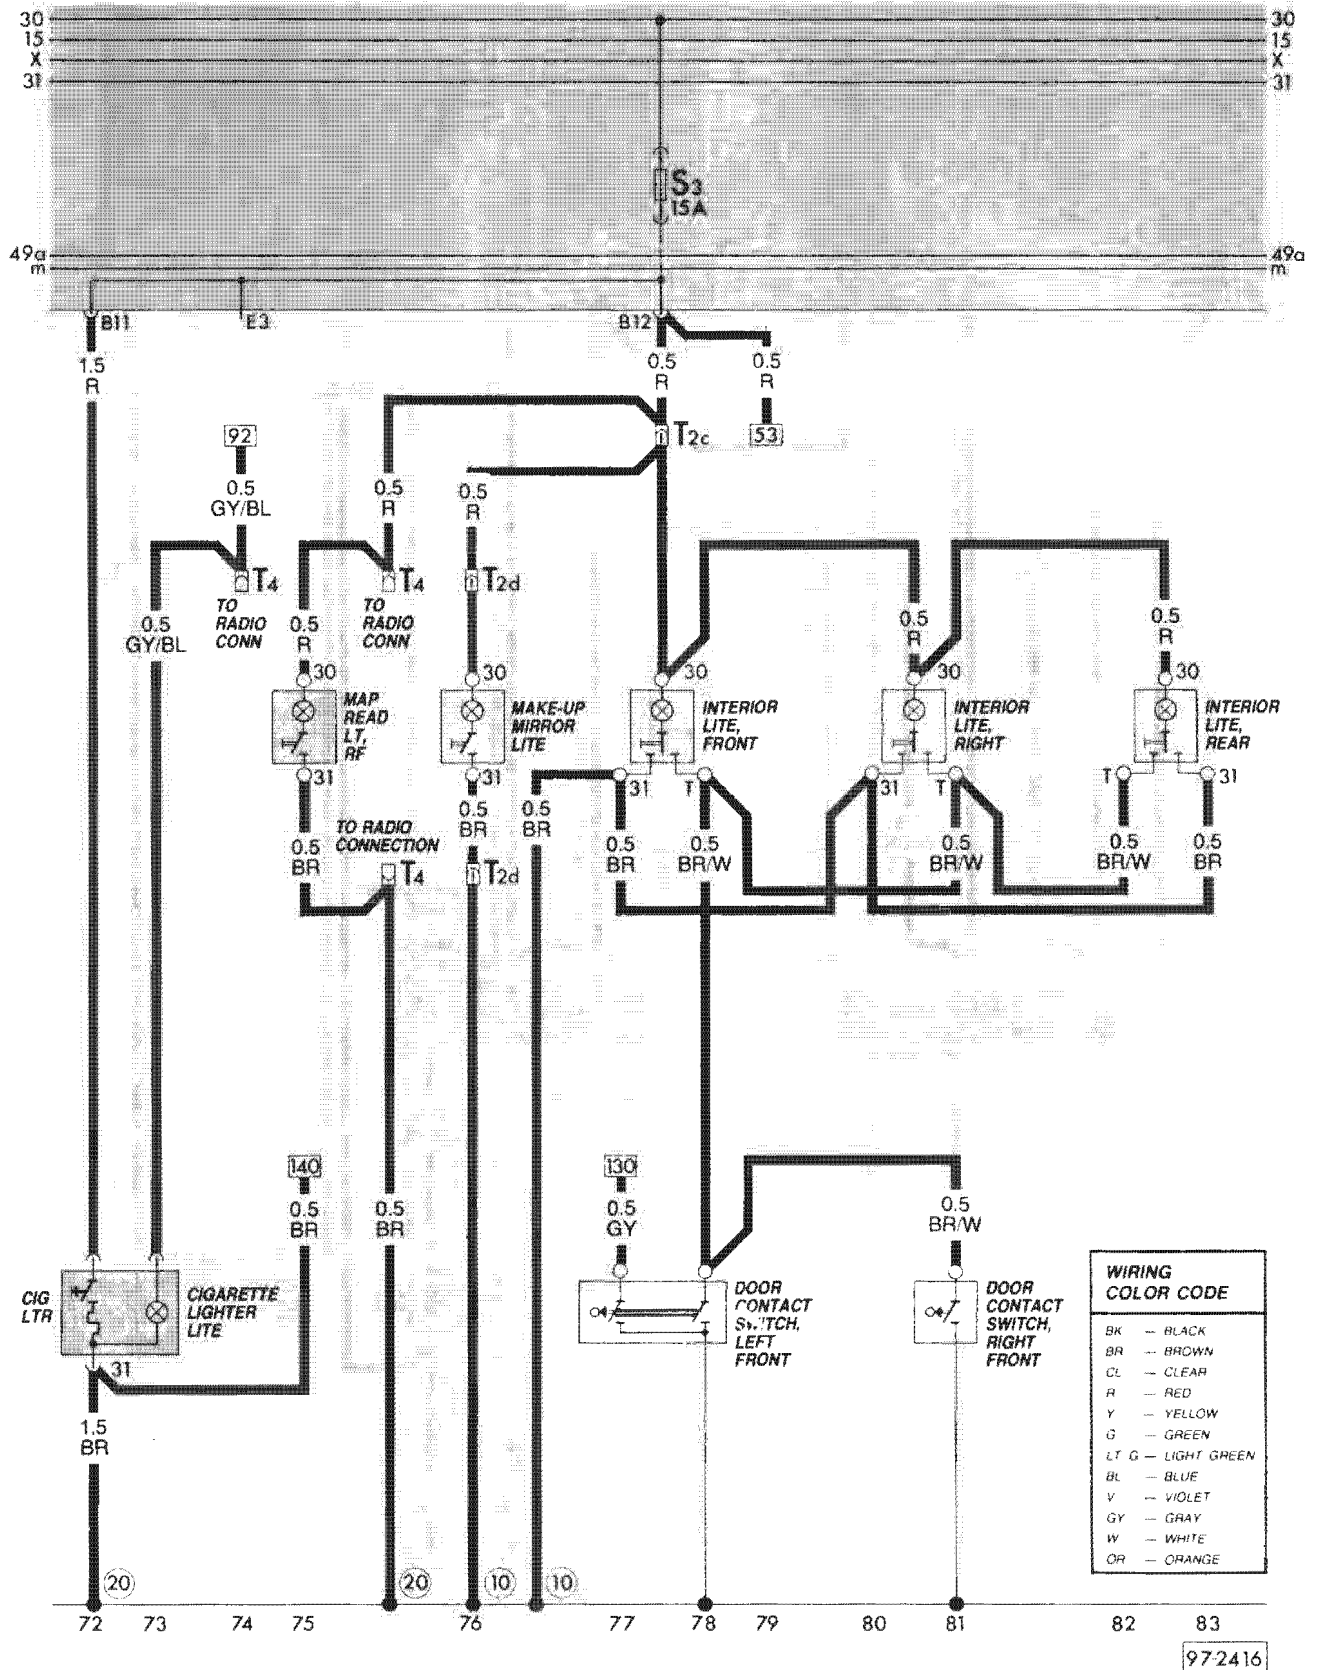 30 30
15 15
X X
31 31
S3
15A
49a 49a
m m
B11 E3 B12
1.5
R
0.5
R
0.5
R
92
T2c
53
0.5
GY/BL
0.5
R
0.5
R
T4
TO
RADIO
CONN
T4
TO
RADIO
CONN
T2d
0.5
GY/BL
0.5
R
0.5
R
0.5
R
30 30 30 30 30
MAP
READ
LT,
RF
MAKE-UP
MIRROR
LITE
INTERIOR
LITE,
FRONT
INTERIOR
LITE,
RIGHT
INTERIOR
LITE,
REAR
31 31 31 T 31 T T 31
TO RADIO
CONNECTION
0.5
BR
0.5
BR
0.5
BR
0.5
BR
0.5
BR/W
0.5
BR/W
0.5
BR/W
0.5
BR
T4 T2d
140 130
0.5
BR
0.5
BR
0.5
GY
0.5
BR/W
CIG
LTR
CIGARETTE
LIGHTER
LITE
DOOR
CONTACT
SWITCH,
LEFT
FRONT
DOOR
CONTACT
SWITCH,
RIGHT
FRONT
31
1.5
BR
WIRING
COLOR CODE
BK — BLACK
BR — BROWN
CL — CLEAR
R — RED
Y — YELLOW
G — GREEN
LT G — LIGHT GREEN
BL — BLUE
V — VIOLET
GY — GRAY
W — WHITE
OR — ORANGE
20 20 10 10
72 73 74 75 76 77 78 79 80 81 82 83
97-2416